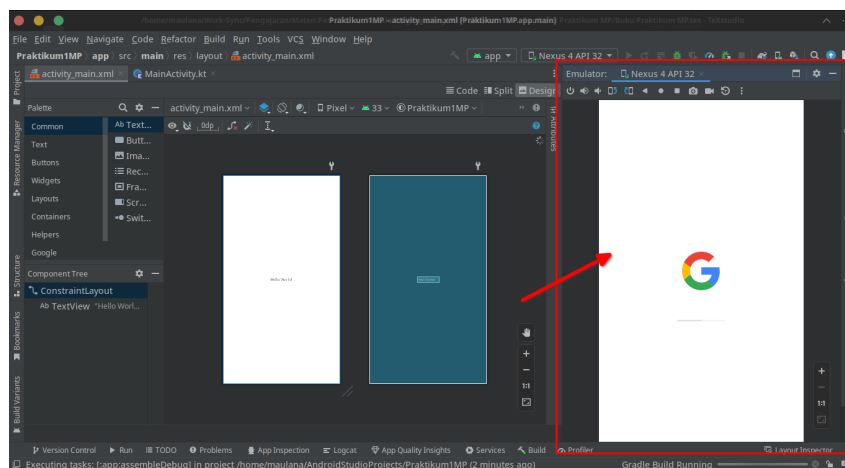 /home/maulana/Work-Sync/Pengajaran/Materi Pe Praktikum1MP – activity_main.xml [Praktikum1MP.app.main] Praktikum MP/Buku Praktikum MP.tex - TeXstudio
File Edit View Navigate Code Refactor Build Run Tools VCS Window Help
Praktikum1MP app src main res layout activity_main.xml app Nexus 4 API 32
activity_main.xml MainActivity.kt Emulator: Nexus 4 API 32
Code Split Design
Palette activity_main.xml Pixel 33 Praktikum1MP
Common Ab Text... 0dp
Text Butt...
Buttons Ima...
Widgets Rec...
Layouts Fra...
Containers Scr...
Helpers Swit...
Google
Component Tree
ConstraintLayout
Ab TextView "Hello Worl...
Project
Resource Manager
Structure
Bookmarks
Build Variants
Attributes
1:1
1:1
Version Control Run TODO Problems App Inspection Logcat App Quality Insights Services Build Profiler Layout Inspector
Executing tasks: [:app:assembleDebug] in project /home/maulana/AndroidStudioProjects/Praktikum1MP (2 minutes ago) Gradle Build Running